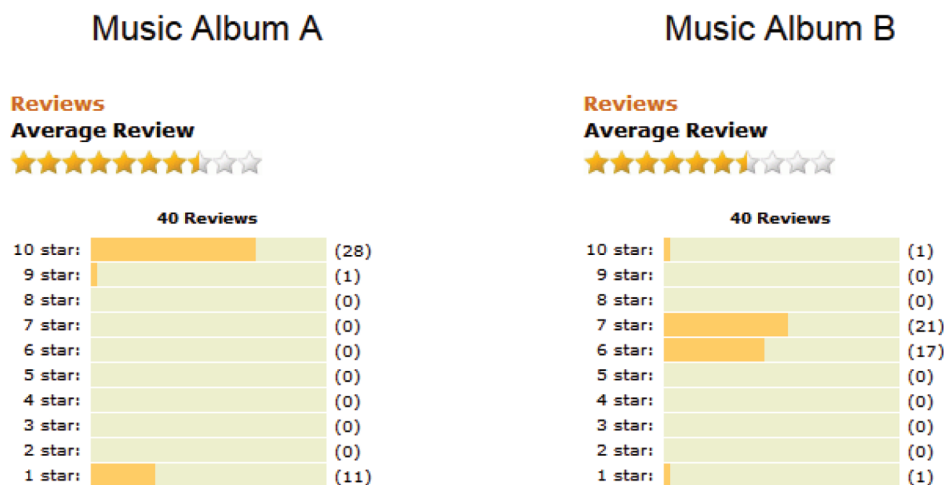 Music Album A
Reviews
Average Review
40 Reviews
10 star: (28)
9 star: (1)
8 star: (0)
7 star: (0)
6 star: (0)
5 star: (0)
4 star: (0)
3 star: (0)
2 star: (0)
1 star: (11)
Music Album B
Reviews
Average Review
40 Reviews
10 star: (1)
9 star: (0)
8 star: (0)
7 star: (21)
6 star: (17)
5 star: (0)
4 star: (0)
3 star: (0)
2 star: (0)
1 star: (1)